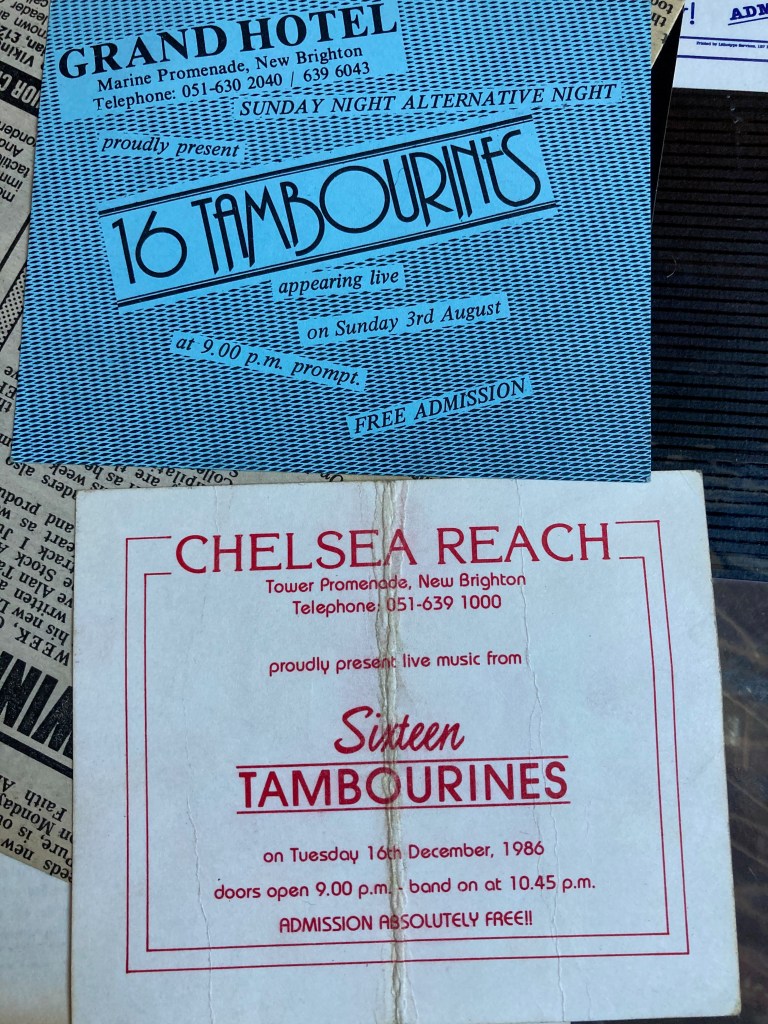 GRAND HOTEL
Marine Promenade, New Brighton
Telephone: 051-630 2040 / 639 6043
SUNDAY NIGHT ALTERNATIVE NIGHT
proudly present
16 TAMBOURINES
appearing live
on Sunday 3rd August
at 9.00 p.m. prompt.
FREE ADMISSION
CHELSEA REACH
Tower Promenade, New Brighton
Telephone: 051-639 1000
proudly present live music from
Sixteen
TAMBOURINES
on Tuesday 16th December, 1986
doors open 9.00 p.m. - band on at 10.45 p.m.
ADMISSION ABSOLUTELY FREE!!